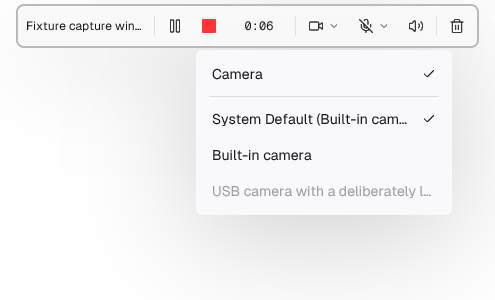 Fixture capture win...
0:06
Camera
System Default (Built-in cam...
Built-in camera
USB camera with a deliberately l...